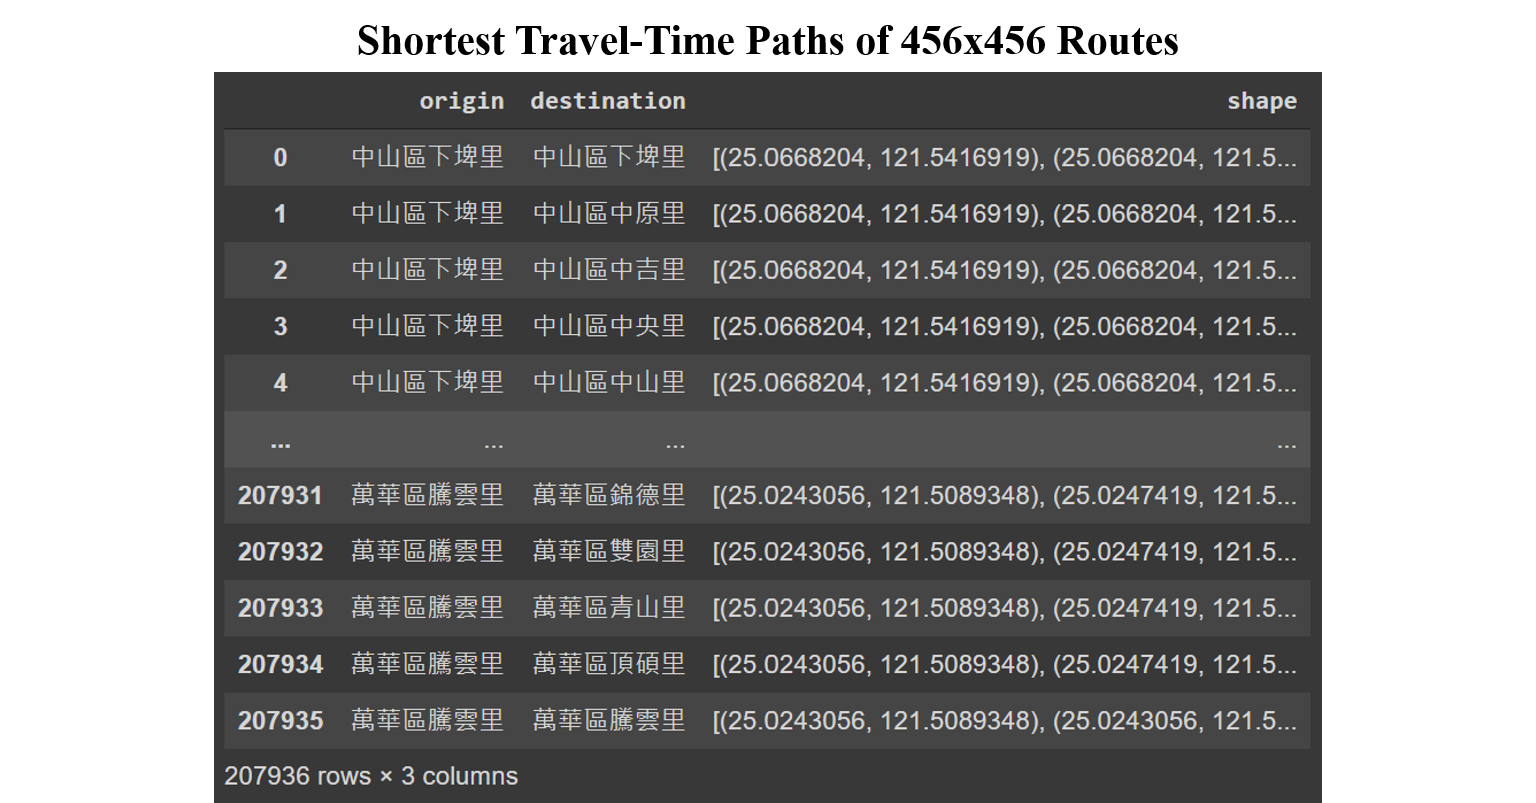 Shortest Travel-Time Paths of 456x456 Routes
origin destination shape
0 中山區下埤里 中山區下埤里 [(25.0668204, 121.5416919), (25.0668204, 121.5...
1 中山區下埤里 中山區中原里 [(25.0668204, 121.5416919), (25.0668204, 121.5...
2 中山區下埤里 中山區中吉里 [(25.0668204, 121.5416919), (25.0668204, 121.5...
3 中山區下埤里 中山區中央里 [(25.0668204, 121.5416919), (25.0668204, 121.5...
4 中山區下埤里 中山區中山里 [(25.0668204, 121.5416919), (25.0668204, 121.5...
... ... ... ...
207931 萬華區騰雲里 萬華區錦德里 [(25.0243056, 121.5089348), (25.0247419, 121.5...
207932 萬華區騰雲里 萬華區雙園里 [(25.0243056, 121.5089348), (25.0247419, 121.5...
207933 萬華區騰雲里 萬華區青山里 [(25.0243056, 121.5089348), (25.0247419, 121.5...
207934 萬華區騰雲里 萬華區頂碩里 [(25.0243056, 121.5089348), (25.0247419, 121.5...
207935 萬華區騰雲里 萬華區騰雲里 [(25.0243056, 121.5089348), (25.0243056, 121.5...
207936 rows × 3 columns